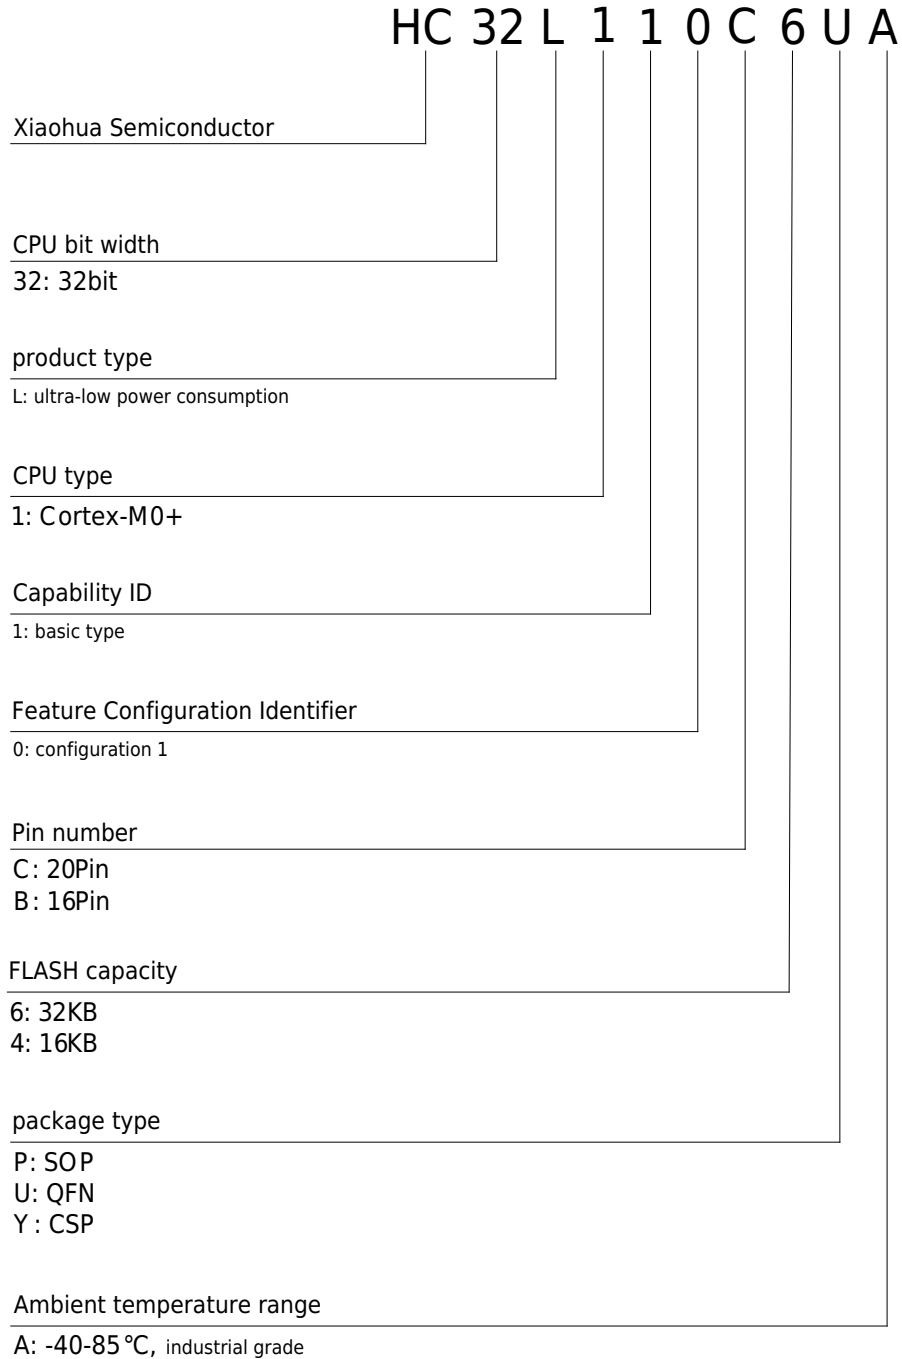 HC 32 L 1 1 0 C 6 U A
Xiaohua Semiconductor
CPU bit width
32: 32bit
product type
L: ultra-low power consumption
CPU type
1: Cortex-M0+
Capability ID
1: basic type
Feature Configuration Identifier
0: configuration 1
Pin number
C: 20Pin
B: 16Pin
FLASH capacity
6: 32KB
4: 16KB
package type
P: SOP
U: QFN
Y: CSP
Ambient temperature range
A: -40-85℃, industrial grade